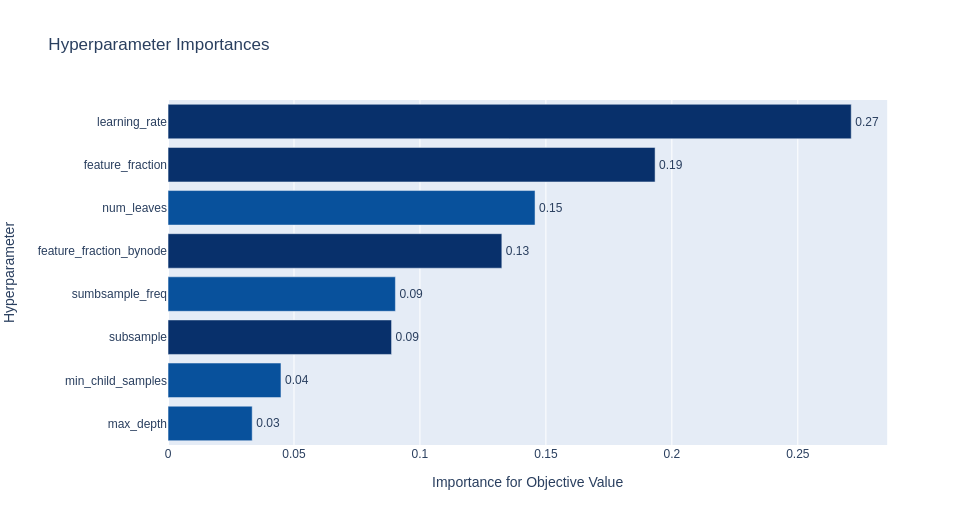 Hyperparameter Importances
Hyperparameter
learning_rate 0.27
feature_fraction 0.19
num_leaves 0.15
feature_fraction_bynode 0.13
sumbsample_freq 0.09
subsample 0.09
min_child_samples 0.04
max_depth 0.03
0 0.05 0.1 0.15 0.2 0.25
Importance for Objective Value